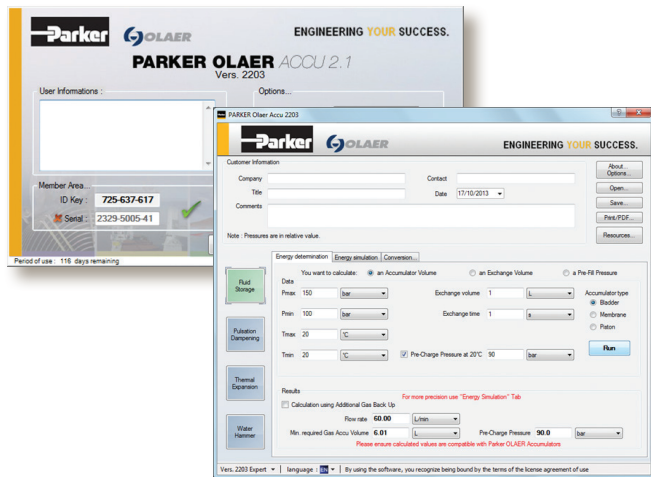 Parker
OLAER
ENGINEERING YOUR SUCCESS.
PARKER OLAER ACCU 2.1
Vers. 2203
User Informations :
Options...
Member Area...
ID Key : 725-637-617
Serial : 2329-5005-41
Period of use : 116 days remaining
PARKER Olaer Accu 2203
Parker
OLAER
ENGINEERING YOUR SUCCESS.
Customer Information
Company
Contact
Title
Date 17/10/2013
Comments
Note : Pressures are in relative value.
About...
Options...
Open...
Save...
Print/PDF...
Resources...
Energy determination Energy simulation Conversion...
You want to calculate: an Accumulator Volume an Exchange Volume a Pre-Fill Pressure
Fluid
Storage
Pulsation
Dampening
Thermal
Expansion
Water
Hammer
Data
Pmax 150 bar Exchange volume 1 L
Pmin 100 bar Exchange time 1 s
Tmax 20 °C
Tmin 20 °C Pre-Charge Pressure at 20°C 90 bar
Accumulator type
Bladder
Membrane
Piston
Run
Results
For more precision use "Energy Simulation" Tab
Calculation using Additional Gas Back Up
Flow rate 60.00 L/min
Min. required Gas Accu Volume 6.01 L Pre-Charge Pressure 90.0 bar
Please ensure calculated values are compatible with Parker OLAER Accumulators
Vers. 2203 Expert language : EN By using the software, you recognize being bound by the terms of the license agreement of use